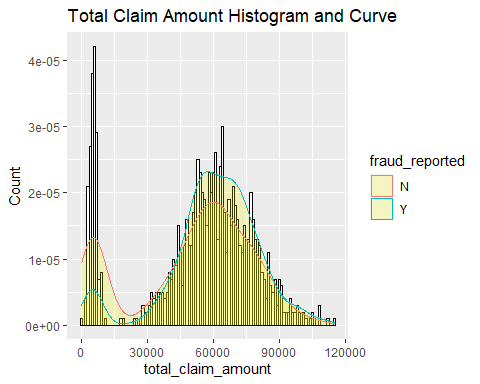 Total Claim Amount Histogram and Curve
4e-05
3e-05
2e-05
1e-05
0e+00
Count
0 30000 60000 90000 120000
total_claim_amount
fraud_reported
N
Y